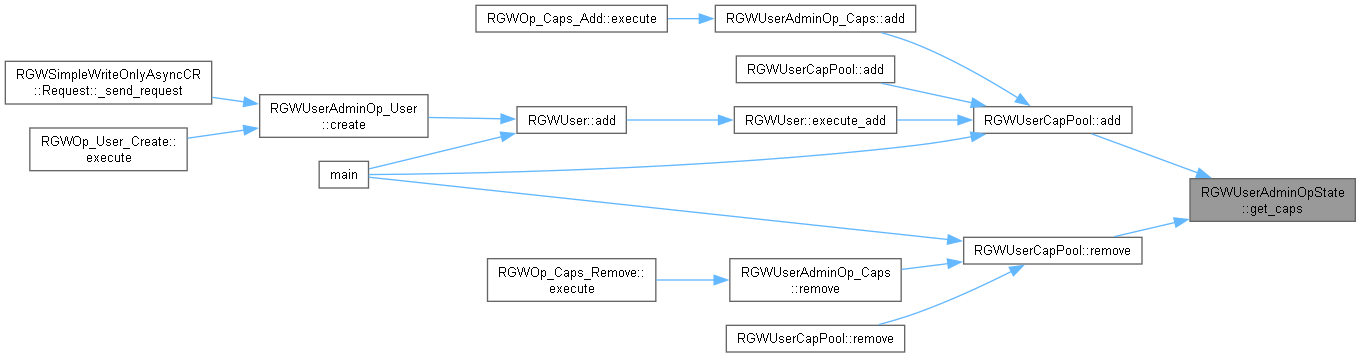 RGWOp_Caps_Add::execute
RGWUserAdminOp_Caps::add
RGWUserCapPool::add
RGWSimpleWriteOnlyAsyncCR
::Request::_send_request
RGWUserAdminOp_User
::create
RGWUser::add
RGWUser::execute_add
RGWUserCapPool::add
RGWOp_User_Create::
execute
main
RGWUserAdminOpState
::get_caps
RGWUserCapPool::remove
RGWOp_Caps_Remove::
execute
RGWUserAdminOp_Caps
::remove
RGWUserCapPool::remove